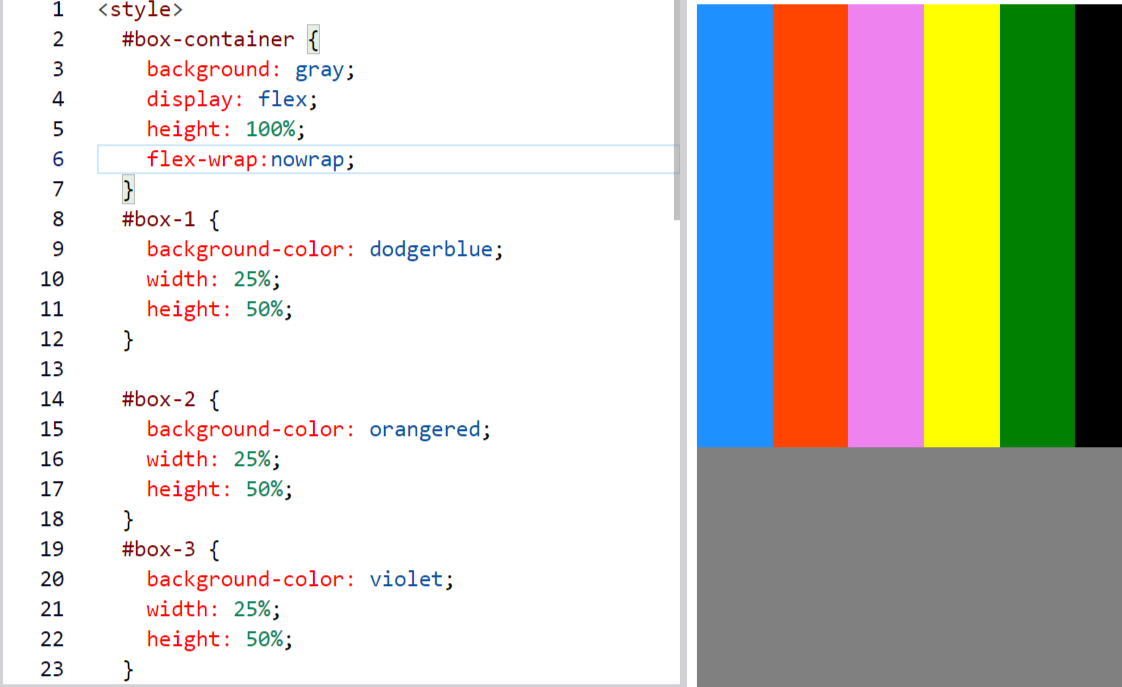 1 <style>
2 #box-container {
3 background: gray;
4 display: flex;
5 height: 100%;
6 flex-wrap:nowrap;
7 }
8 #box-1 {
9 background-color: dodgerblue;
10 width: 25%;
11 height: 50%;
12 }
13
14 #box-2 {
15 background-color: orangered;
16 width: 25%;
17 height: 50%;
18 }
19 #box-3 {
20 background-color: violet;
21 width: 25%;
22 height: 50%;
23 }